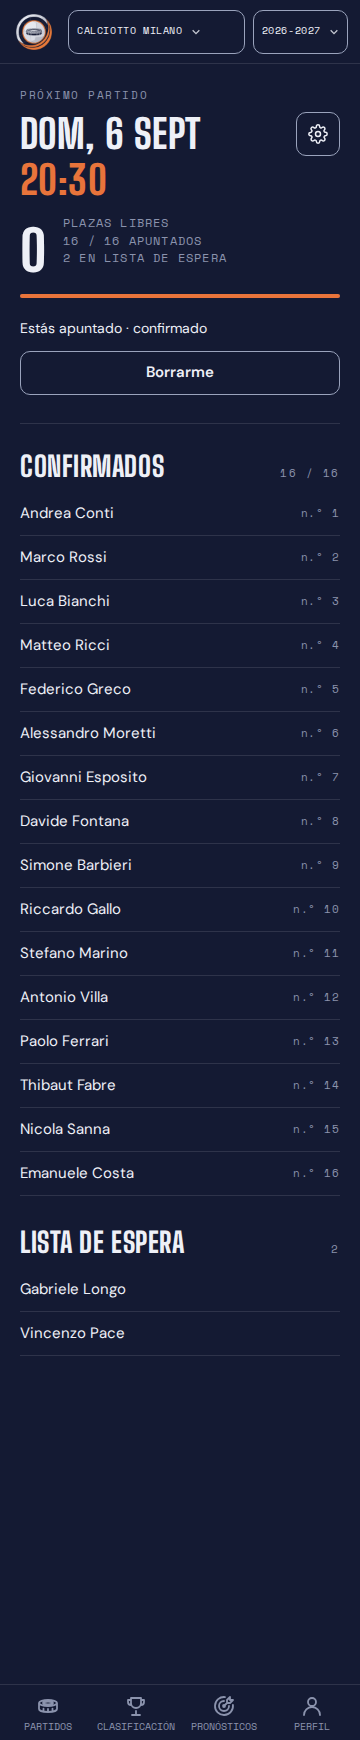 CALCIOTTO MILANO
2026-2027
PRÓXIMO PARTIDO
DOM, 6 SEPT
20:30
0
PLAZAS LIBRES
16 / 16 APUNTADOS
2 EN LISTA DE ESPERA
Estás apuntado · confirmado
Borrarme
CONFIRMADOS 16 / 16
Andrea Conti n.° 1
Marco Rossi n.° 2
Luca Bianchi n.° 3
Matteo Ricci n.° 4
Federico Greco n.° 5
Alessandro Moretti n.° 6
Giovanni Esposito n.° 7
Davide Fontana n.° 8
Simone Barbieri n.° 9
Riccardo Gallo n.° 10
Stefano Marino n.° 11
Antonio Villa n.° 12
Paolo Ferrari n.° 13
Thibaut Fabre n.° 14
Nicola Sanna n.° 15
Emanuele Costa n.° 16
LISTA DE ESPERA 2
Gabriele Longo
Vincenzo Pace
PARTIDOS CLASIFICACIÓN PRONÓSTICOS PERFIL